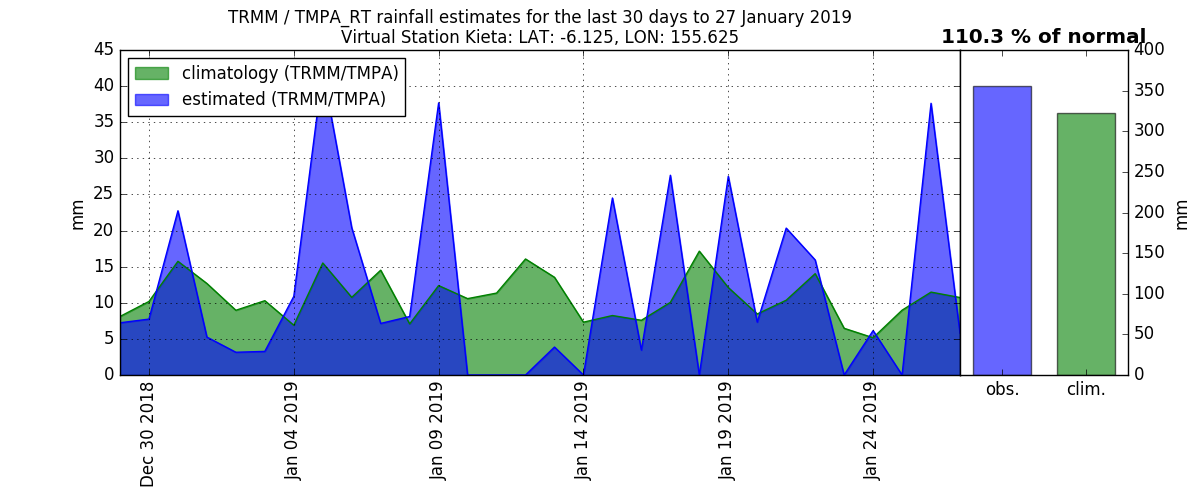 TRMM / TMPA_RT rainfall estimates for the last 30 days to 27 January 2019
Virtual Station Kieta: LAT: -6.125, LON: 155.625
110.3 % of normal
climatology (TRMM/TMPA)
estimated (TRMM/TMPA)
mm
45
40
35
30
25
20
15
10
5
0
Dec 30 2018
Jan 04 2019
Jan 09 2019
Jan 14 2019
Jan 19 2019
Jan 24 2019
400
350
300
250
200
150
100
50
0
mm
obs.
clim.